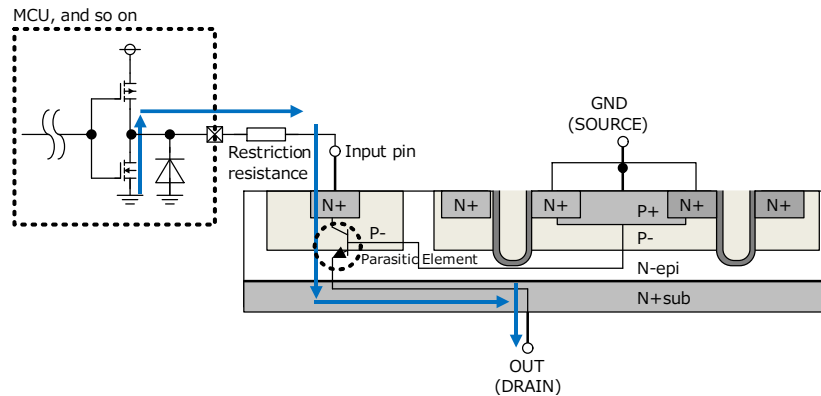 MCU, and so on
GND
(SOURCE)
Restriction
resistance
Input pin
N+
N+
N+
N+
N+
P+
P-
P-
Parasitic Element
N-epi
N+sub
OUT
(DRAIN)